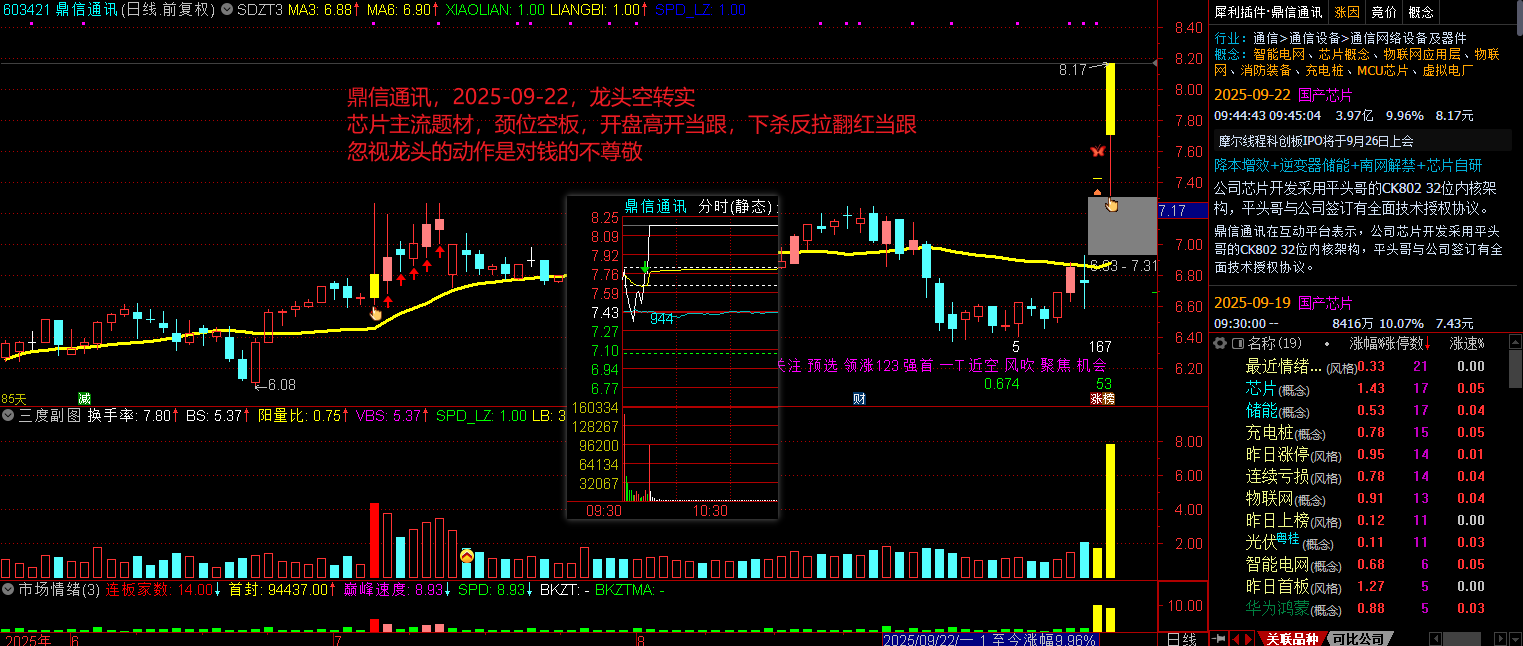 603421 鼎信通讯(日线.前复权) SDZT3 MA3: 6.88↑ MA6: 6.90↑ XIAOLIAN: 1.00 LIANGBI: 1.00↑ SPD_LZ: 1.00
8.40
8.20
8.17
8.00
7.80
7.60
7.40
7.17
7.00
6.80
6.60
6.40
6.20
鼎信通讯，2025-09-22，龙头空转实
芯片主流题材，颈位空板，开盘高开当跟，下杀反拉翻红当跟
忽视龙头的动作是对钱的不尊敬
6.93 - 7.31
←6.08
5
167
关注 预选 领涨123 强首 一T 近空 风吹 聚焦 机会
0.674
53
85天
减
财
涨榜
鼎信通讯 分时(静态)
8.25
8.09
7.92
7.76
7.59
7.43
7.27
7.10
6.94
6.77
944
160334
128267
96200
64134
32067
09:30
10:30
三度副图 换手率: 7.80↑ BS: 5.37↑ 阳量比: 0.75↑ VBS: 5.37↑ SPD_LZ: 1.00 LB: 3
8.00
6.00
4.00
2.00
市场情绪(3) 连板家数: 14.00↓ 首封: 94437.00↑ 巅峰速度: 8.93↓ SPD: 8.93↓ BKZT: - BKZTMA: -
10.00
2025年
6
7
8
2025/09/22/一 1 至今涨幅9.96%
日线
犀利插件·鼎信通讯 涨因 竞价 概念
行业：通信>通信设备>通信网络设备及器件
概念：智能电网、芯片概念、物联网应用层、物联
网、消防装备、充电桩、MCU芯片、虚拟电厂
2025-09-22 国产芯片
09:44:43 09:45:04 3.97亿 9.96% 8.17元
摩尔线程科创板IPO将于9月26日上会
降本增效+逆变器储能+南网解禁+芯片自研
公司芯片开发采用平头哥的CK802 32位内核架
构，平头哥与公司签订有全面技术授权协议。
鼎信通讯在互动平台表示，公司芯片开发采用平头
哥的CK802 32位内核架构，平头哥与公司签订有全
面技术授权协议。
2025-09-19 国产芯片
09:30:00 -- 8416万 10.07% 7.43元
名称(19) • 涨幅% 涨停数↓ 涨速%
最近情绪... (风格) 0.33 21 0.00
芯片(概念) 1.43 17 0.05
储能(概念) 0.53 17 0.04
充电桩(概念) 0.78 15 0.05
昨日涨停(风格) 0.95 14 0.01
连续亏损(风格) 0.78 14 0.04
物联网(概念) 0.91 13 0.04
昨日上榜(风格) 0.12 11 0.00
光伏粤桂(概念) 0.11 11 0.03
智能电网(概念) 0.68 6 0.05
昨日首板(风格) 1.27 5 0.00
华为鸿蒙(概念) 0.88 5 0.03
关联品种 可比公司